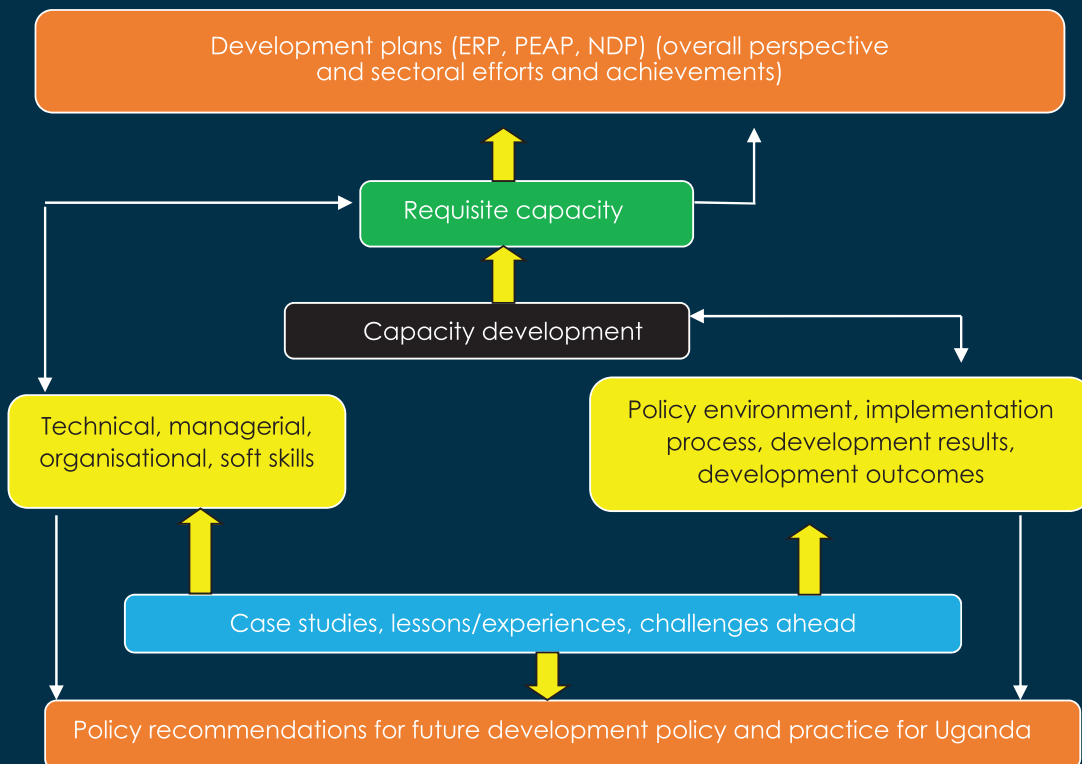 Development plans (ERP, PEAP, NDP) (overall perspective
and sectoral efforts and achievements)
Requisite capacity
Capacity development
Technical, managerial,
organisational, soft skills
Policy environment, implementation
process, development results,
development outcomes
Case studies, lessons/experiences, challenges ahead
Policy recommendations for future development policy and practice for Uganda